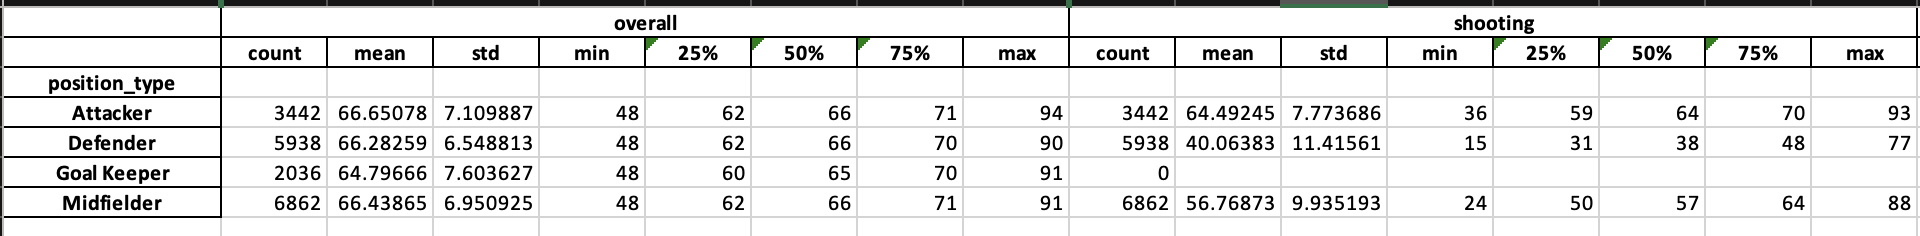 overall shooting
count mean std min 25% 50% 75% max count mean std min 25% 50% 75% max
position_type
Attacker 3442 66.65078 7.109887 48 62 66 71 94 3442 64.49245 7.773686 36 59 64 70 93
Defender 5938 66.28259 6.548813 48 62 66 70 90 5938 40.06383 11.41561 15 31 38 48 77
Goal Keeper 2036 64.79666 7.603627 48 60 65 70 91 0
Midfielder 6862 66.43865 6.950925 48 62 66 71 91 6862 56.76873 9.935193 24 50 57 64 88